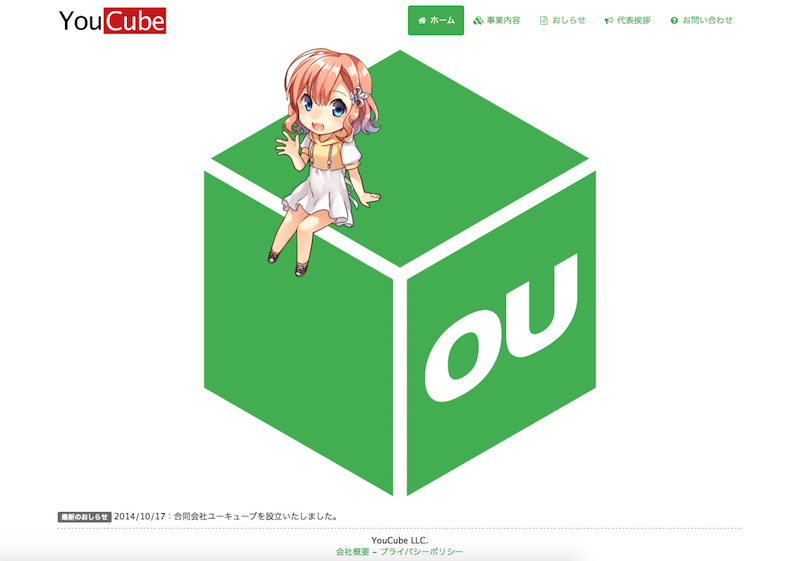 YouCube
ホーム 事業内容 おしらせ 代表挨拶 お問い合わせ
OU
最新のおしらせ 2014/10/17：合同会社ユーキューブを設立いたしました。
YouCube LLC.
会社概要 - プライバシーポリシー